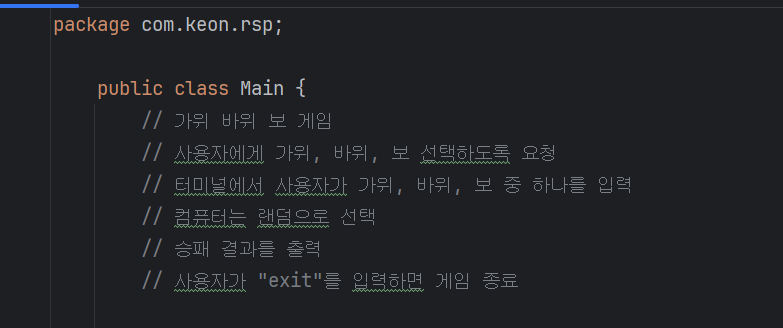 package com.keon.rsp;
public class Main {
// 가위 바위 보 게임
// 사용자에게 가위, 바위, 보 선택하도록 요청
// 터미널에서 사용자가 가위, 바위, 보 중 하나를 입력
// 컴퓨터는 랜덤으로 선택
// 승패 결과를 출력
// 사용자가 "exit"를 입력하면 게임 종료